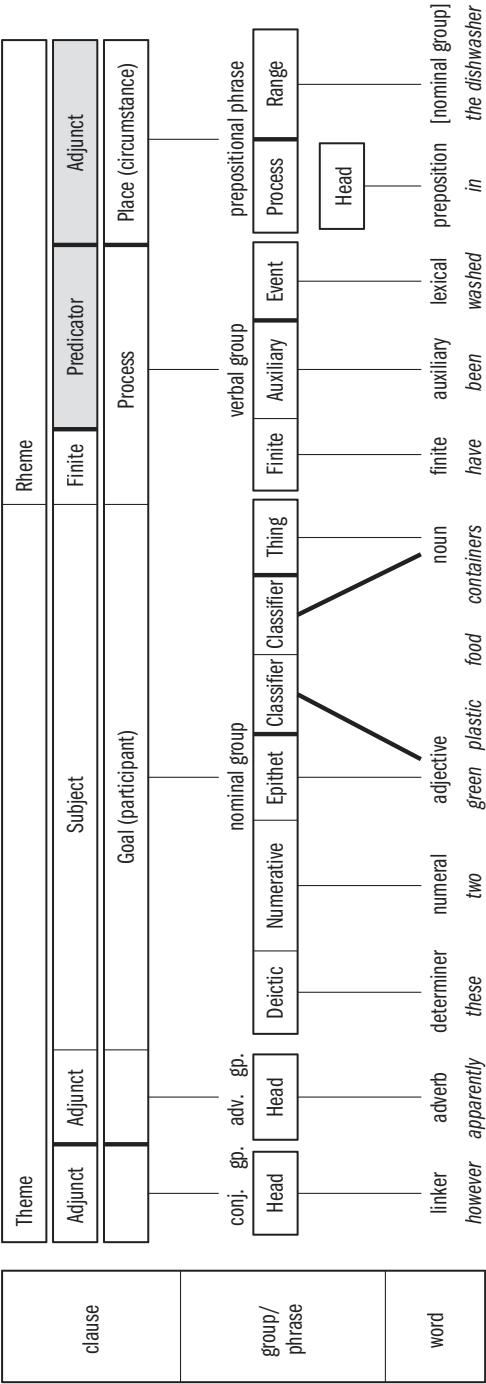 Theme Rheme
clause Adjunct Adjunct Subject Finite Predicator Adjunct
Goal (participant) Process Place (circumstance)
group/
phrase
conj. gp. adv. gp. nominal group verbal group prepositional phrase
Head Head Deictic Numerative Epithet Classifier Classifier Thing Finite Auxiliary Event Process Range
Head
word linker adverb determiner numeral adjective noun finite auxiliary lexical preposition [nominal group]
however apparently these two green plastic food containers have been washed in the dishwasher